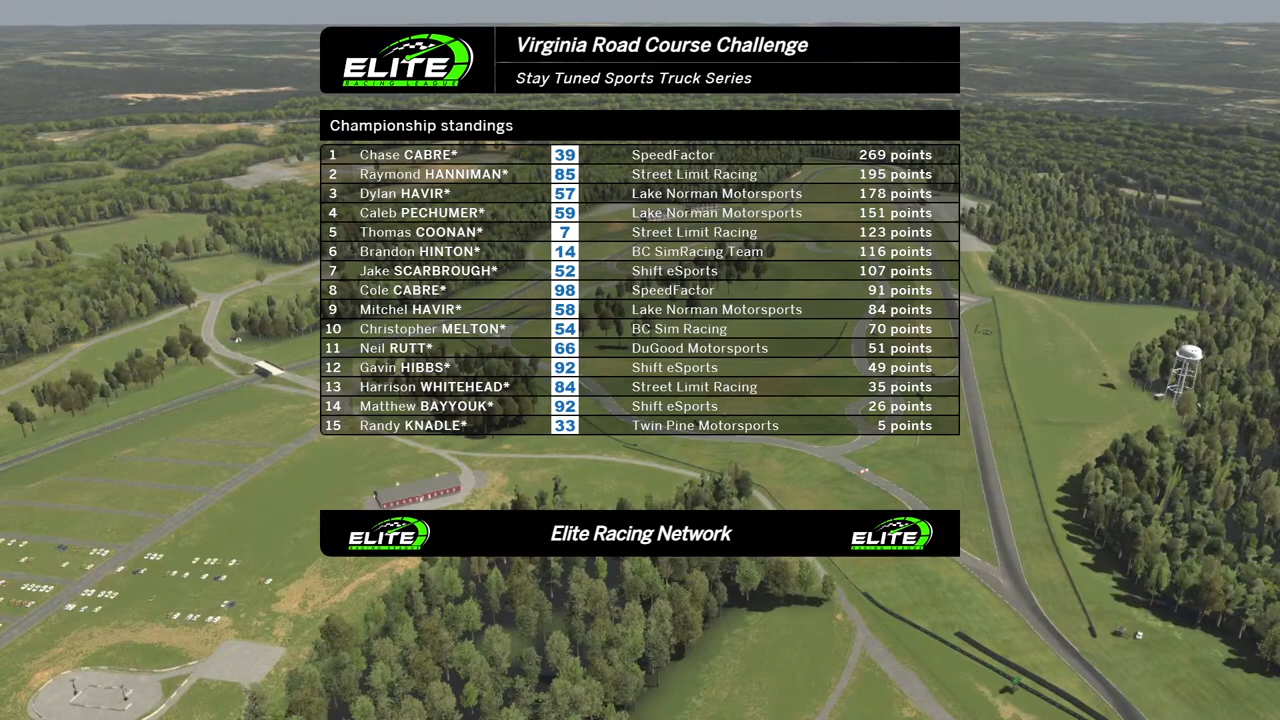 ELITE
RACING LEAGUE
Virginia Road Course Challenge
Stay Tuned Sports Truck Series
Championship standings
1 Chase CABRE* 39 SpeedFactor 269 points
2 Raymond HANNIMAN* 85 Street Limit Racing 195 points
3 Dylan HAVIR* 57 Lake Norman Motorsports 178 points
4 Caleb PECHUMER* 59 Lake Norman Motorsports 151 points
5 Thomas COONAN* 7 Street Limit Racing 123 points
6 Brandon HINTON* 14 BC SimRacing Team 116 points
7 Jake SCARBROUGH* 52 Shift eSports 107 points
8 Cole CABRE* 98 SpeedFactor 91 points
9 Mitchel HAVIR* 58 Lake Norman Motorsports 84 points
10 Christopher MELTON* 54 BC Sim Racing 70 points
11 Neil RUTT* 66 DuGood Motorsports 51 points
12 Gavin HIBBS* 92 Shift eSports 49 points
13 Harrison WHITEHEAD* 84 Street Limit Racing 35 points
14 Matthew BAYYOUK* 92 Shift eSports 26 points
15 Randy KNADLE* 33 Twin Pine Motorsports 5 points
ELITE
RACING LEAGUE
Elite Racing Network
ELITE
RACING LEAGUE